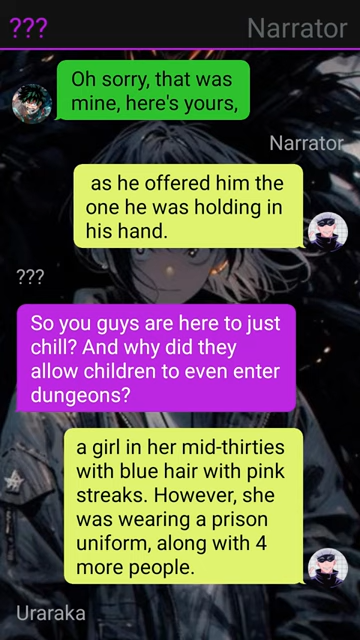 ???
Narrator
Oh sorry, that was
mine, here's yours,
Narrator
as he offered him the
one he was holding in
his hand.
???
So you guys are here to just
chill? And why did they
allow children to even enter
dungeons?
a girl in her mid-thirties
with blue hair with pink
streaks. However, she
was wearing a prison
uniform, along with 4
more people.
Uraraka